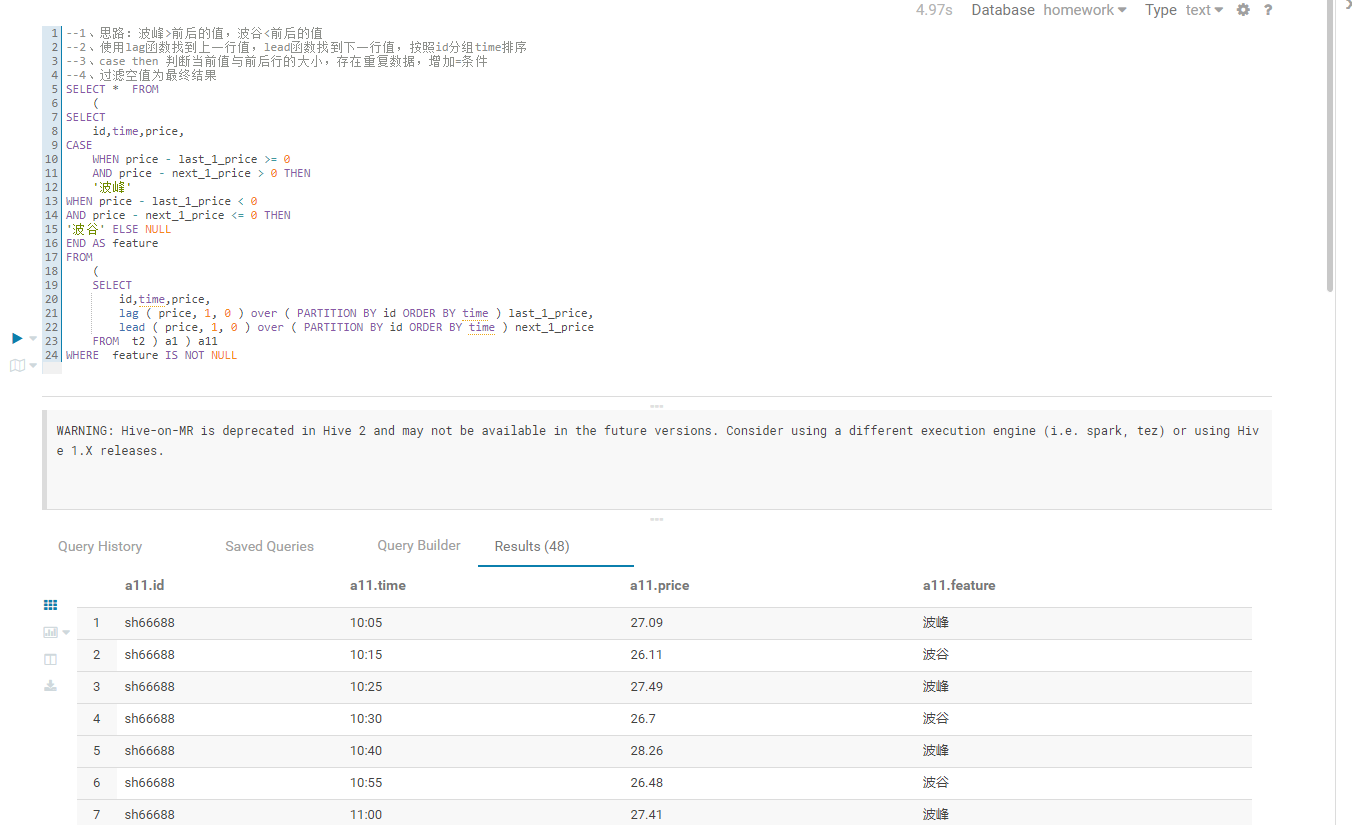 4.97s Database homework Type text ?
1 --1、思路：波峰>前后的值，波谷<前后的值
2 --2、使用lag函数找到上一行值，lead函数找到下一行值，按照id分组time排序
3 --3、case then 判断当前值与前后行的大小，存在重复数据，增加=条件
4 --4、过滤空值为最终结果
5 SELECT * FROM
6 (
7 SELECT
8 id,time,price,
9 CASE
10 WHEN price - last_1_price >= 0
11 AND price - next_1_price > 0 THEN
12 '波峰'
13 WHEN price - last_1_price < 0
14 AND price - next_1_price <= 0 THEN
15 '波谷' ELSE NULL
16 END AS feature
17 FROM
18 (
19 SELECT
20 id,time,price,
21 lag ( price, 1, 0 ) over ( PARTITION BY id ORDER BY time ) last_1_price,
22 lead ( price, 1, 0 ) over ( PARTITION BY id ORDER BY time ) next_1_price
23 FROM t2 ) a1 ) a11
24 WHERE feature IS NOT NULL
WARNING: Hive-on-MR is deprecated in Hive 2 and may not be available in the future versions. Consider using a different execution engine (i.e. spark, tez) or using Hiv
e 1.X releases.
Query History Saved Queries Query Builder Results (48)
a11.id a11.time a11.price a11.feature
1 sh66688 10:05 27.09 波峰
2 sh66688 10:15 26.11 波谷
3 sh66688 10:25 27.49 波峰
4 sh66688 10:30 26.7 波谷
5 sh66688 10:40 28.26 波峰
6 sh66688 10:55 26.48 波谷
7 sh66688 11:00 27.41 波峰